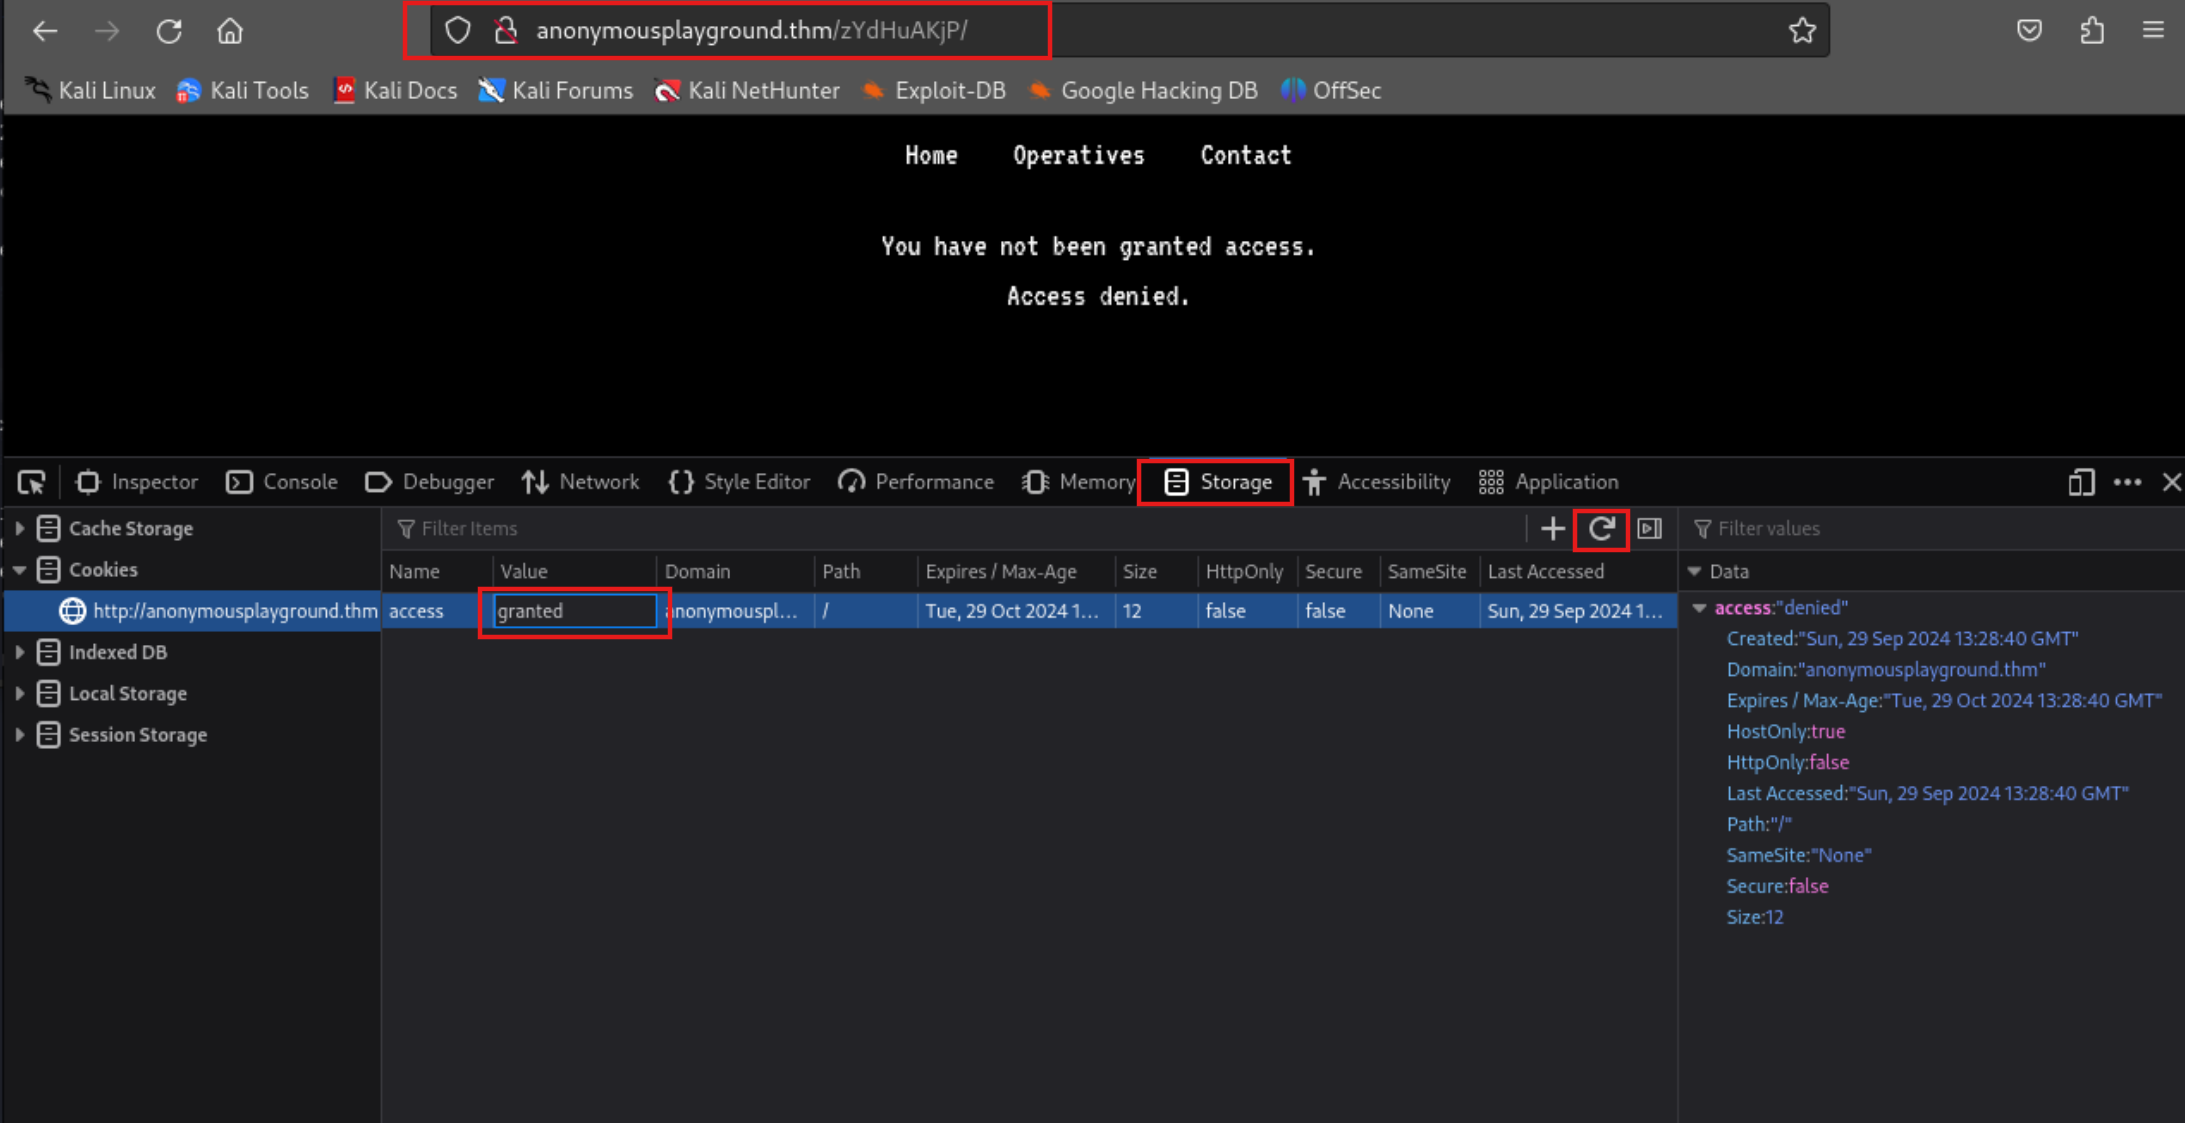 anonymousplayground.thm/zYdHuAKjP/
Kali Linux Kali Tools Kali Docs Kali Forums Kali NetHunter Exploit-DB Google Hacking DB OffSec
Home Operatives Contact
You have not been granted access.
Access denied.
Inspector Console Debugger Network Style Editor Performance Memory Storage Accessibility Application
Cache Storage
Cookies
http://anonymousplayground.thm
Indexed DB
Local Storage
Session Storage
Filter Items
Name Value Domain Path Expires / Max-Age Size HttpOnly Secure SameSite Last Accessed
access granted anonymouspl... / Tue, 29 Oct 2024 1... 12 false false None Sun, 29 Sep 2024 1...
Filter values
Data
access:"denied"
Created:"Sun, 29 Sep 2024 13:28:40 GMT"
Domain:"anonymousplayground.thm"
Expires / Max-Age:"Tue, 29 Oct 2024 13:28:40 GMT"
HostOnly:true
HttpOnly:false
Last Accessed:"Sun, 29 Sep 2024 13:28:40 GMT"
Path:"/"
SameSite:"None"
Secure:false
Size:12